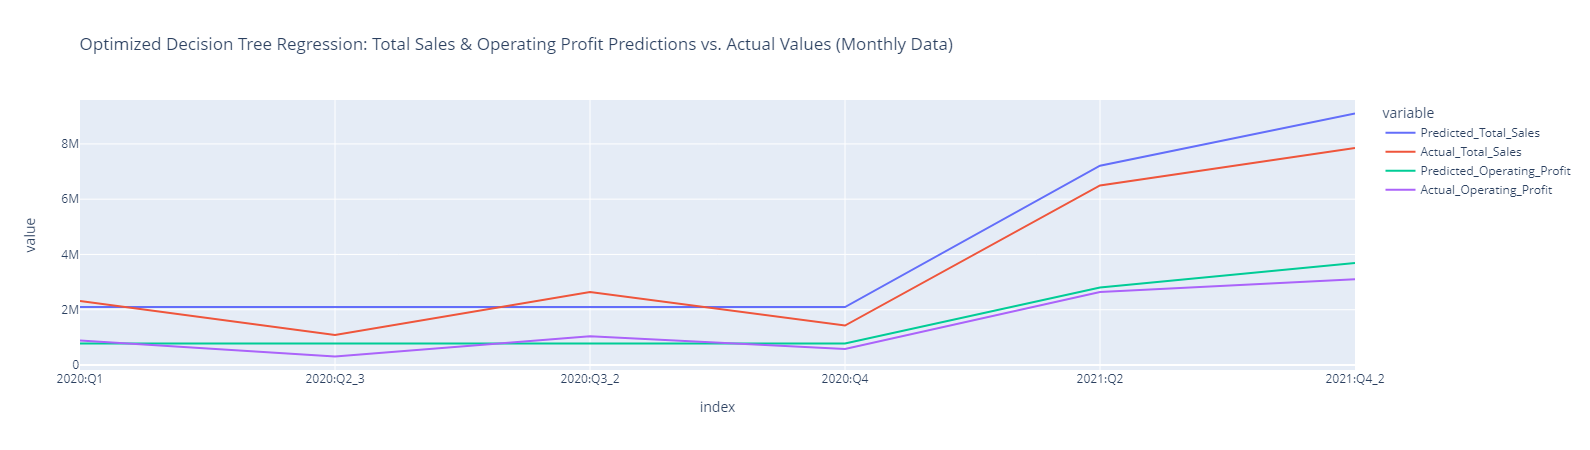 Optimized Decision Tree Regression: Total Sales & Operating Profit Predictions vs. Actual Values (Monthly Data)
variable
Predicted_Total_Sales
Actual_Total_Sales
Predicted_Operating_Profit
Actual_Operating_Profit
8M
6M
4M
2M
0
value
2020:Q1
2020:Q2_3
2020:Q3_2
2020:Q4
2021:Q2
2021:Q4_2
index